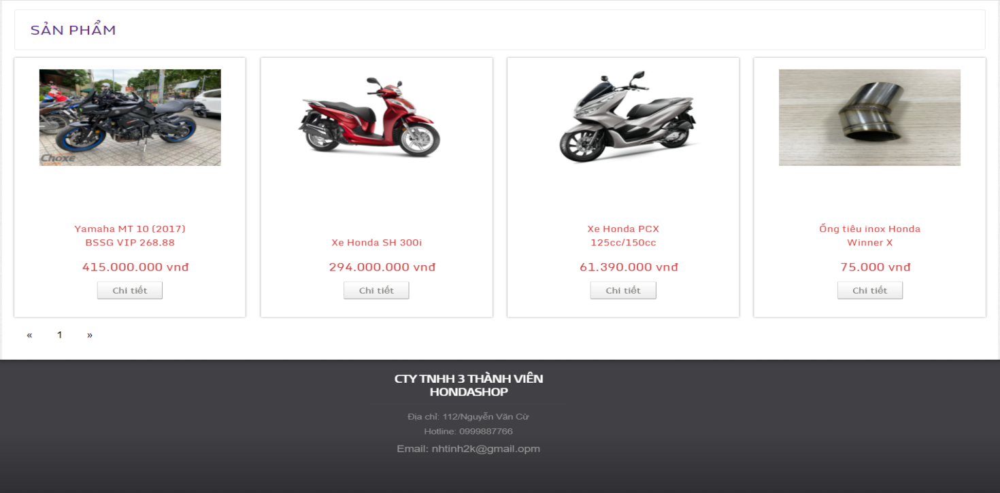 SẢN PHẨM
Choxe
Yamaha MT 10 (2017)
BSSG VIP 268.88
415.000.000 vnđ
Chi tiết
Xe Honda SH 300i
294.000.000 vnđ
Chi tiết
Xe Honda PCX
125cc/150cc
61.390.000 vnđ
Chi tiết
Ống tiêu inox Honda
Winner X
75.000 vnđ
Chi tiết
« 1 »
CTY TNHH 3 THÀNH VIÊN
HONDASHOP
Địa chỉ: 112/Nguyễn Văn Cừ
Hotline: 0999887766
Email: nhtinh2k@gmail.opm